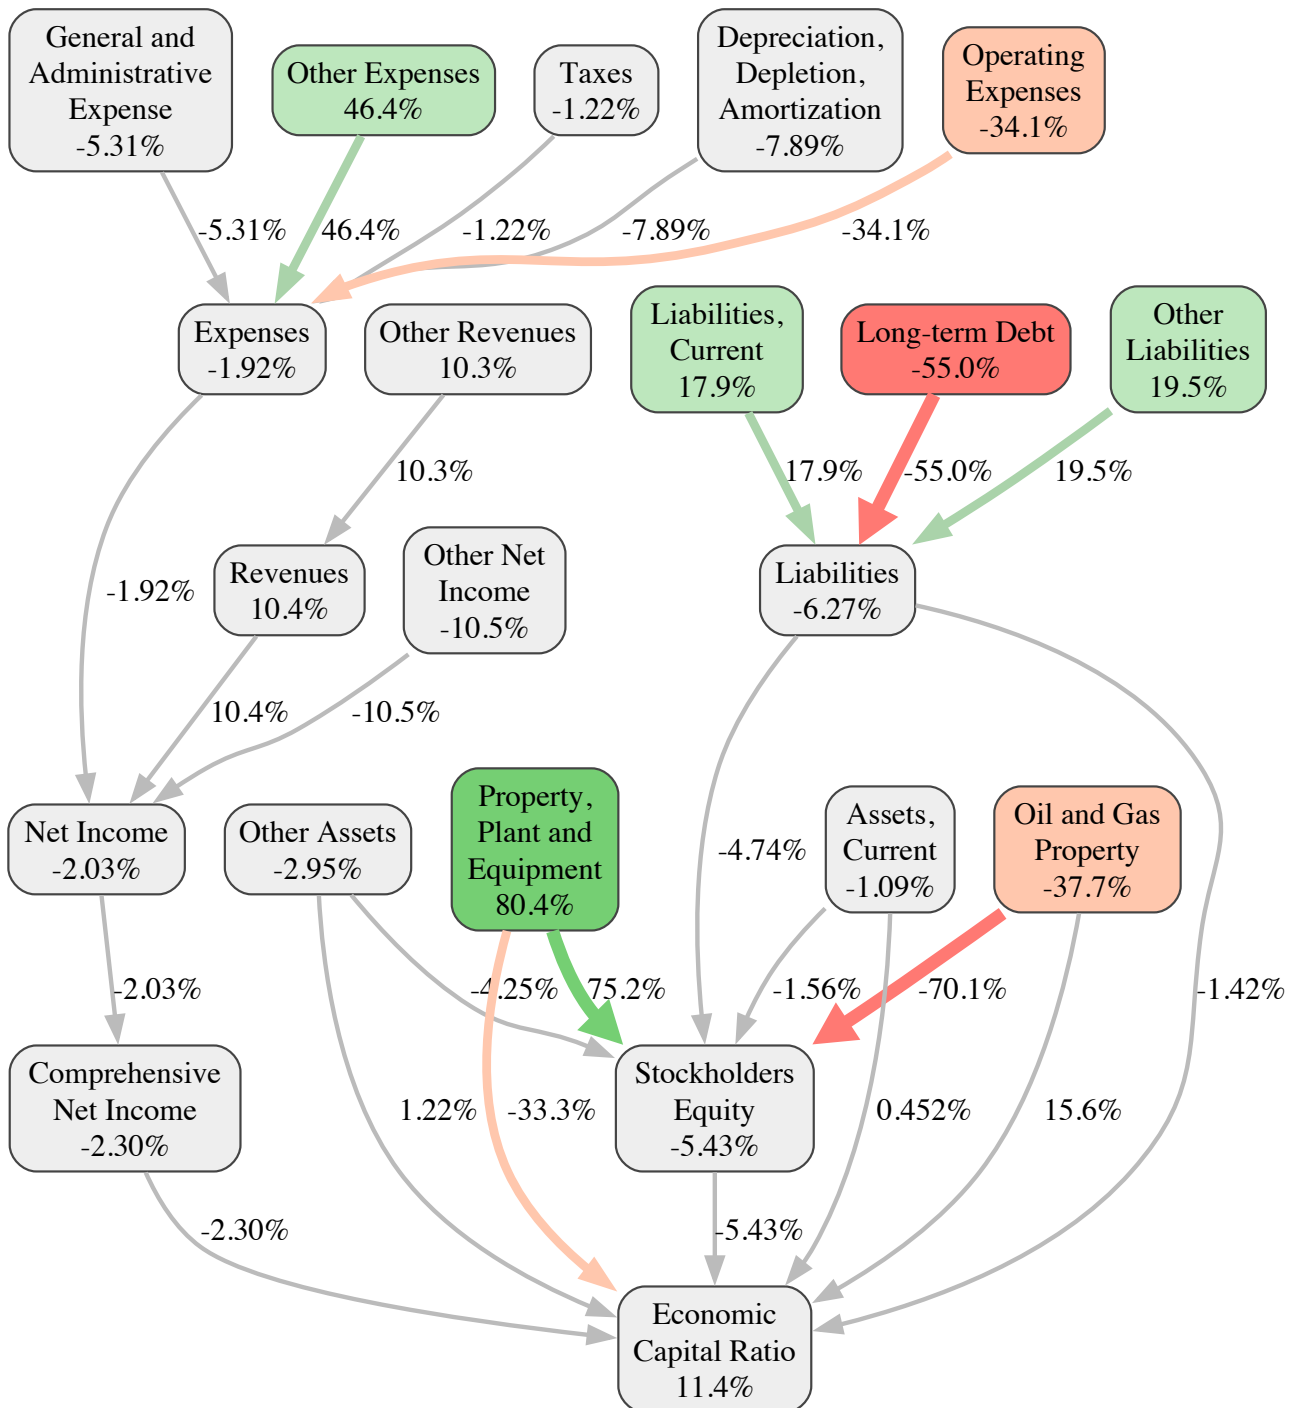 General and
Administrative
Expense
-5.31%
Other Expenses
46.4%
Taxes
-1.22%
Depreciation,
Depletion,
Amortization
-7.89%
Operating
Expenses
-34.1%
-5.31%
46.4%
-1.22%
-7.89%
-34.1%
Expenses
-1.92%
Other Revenues
10.3%
Liabilities,
Current
17.9%
Long-term Debt
-55.0%
Other
Liabilities
19.5%
10.3%
17.9%
-55.0%
19.5%
-1.92%
Revenues
10.4%
Other Net
Income
-10.5%
Liabilities
-6.27%
10.4%
-10.5%
Net Income
-2.03%
Other Assets
-2.95%
Property,
Plant and
Equipment
80.4%
-4.74%
Assets,
Current
-1.09%
Oil and Gas
Property
-37.7%
-2.03%
-4.25%
75.2%
-1.56%
-70.1%
-1.42%
Comprehensive
Net Income
-2.30%
1.22%
-33.3%
Stockholders
Equity
-5.43%
0.452%
15.6%
-2.30%
-5.43%
Economic
Capital Ratio
11.4%